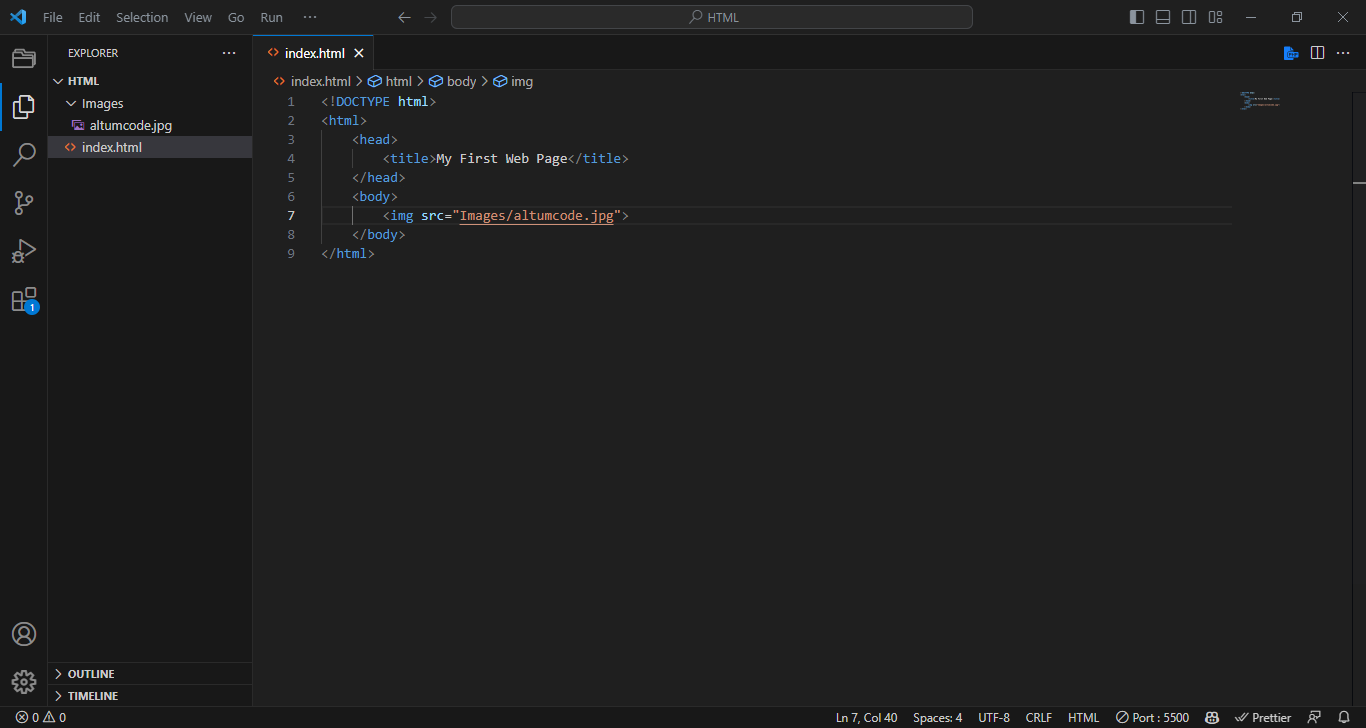 File Edit Selection View Go Run ··· HTML
EXPLORER ···
HTML
Images
altumcode.jpg
index.html
1
OUTLINE
TIMELINE
index.html
index.html > html > body > img
1 <!DOCTYPE html>
2 <html>
3 <head>
4 <title>My First Web Page</title>
5 </head>
6 <body>
7 <img src="Images/altumcode.jpg">
8 </body>
9 </html>
0 0 Ln 7, Col 40 Spaces: 4 UTF-8 CRLF HTML Port : 5500 Prettier